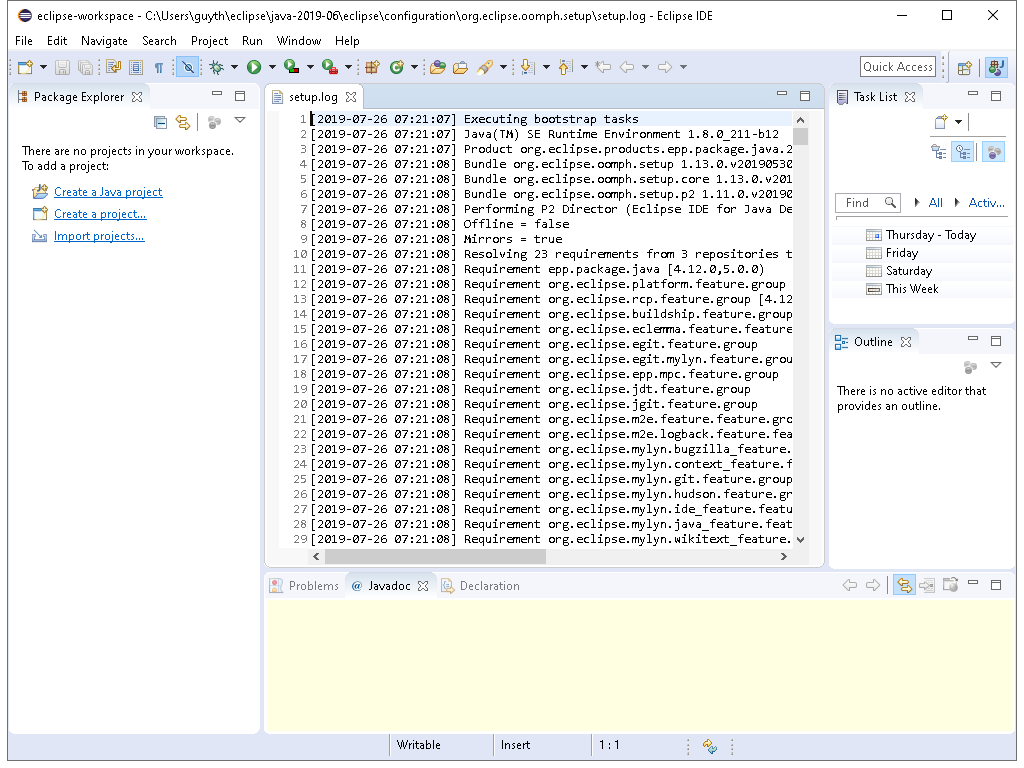 eclipse-workspace - C:\Users\guyth\eclipse\java-2019-06\eclipse\configuration\org.eclipse.oomph.setup\setup.log - Eclipse IDE
File Edit Navigate Search Project Run Window Help
Quick Access
Package Explorer
There are no projects in your workspace.
To add a project:
Create a Java project
Create a project...
Import projects...
setup.log
1 [2019-07-26 07:21:07] Executing bootstrap tasks
2 [2019-07-26 07:21:07] Java(TM) SE Runtime Environment 1.8.0_211-b12
3 [2019-07-26 07:21:07] Product org.eclipse.products.epp.package.java.2
4 [2019-07-26 07:21:07] Bundle org.eclipse.oomph.setup 1.13.0.v20190530
5 [2019-07-26 07:21:07] Bundle org.eclipse.oomph.setup.core 1.13.0.v201
6 [2019-07-26 07:21:07] Bundle org.eclipse.oomph.setup.p2 1.11.0.v20190
7 [2019-07-26 07:21:07] Performing P2 Director (Eclipse IDE for Java De
8 [2019-07-26 07:21:08] Offline = false
9 [2019-07-26 07:21:08] Mirrors = true
10 [2019-07-26 07:21:08] Resolving 23 requirements from 3 repositories t
11 [2019-07-26 07:21:08] Requirement epp.package.java [4.12.0,5.0.0)
12 [2019-07-26 07:21:08] Requirement org.eclipse.platform.feature.group
13 [2019-07-26 07:21:08] Requirement org.eclipse.rcp.feature.group [4.12
14 [2019-07-26 07:21:08] Requirement org.eclipse.buildship.feature.group
15 [2019-07-26 07:21:08] Requirement org.eclipse.eclemma.feature.feature
16 [2019-07-26 07:21:08] Requirement org.eclipse.egit.feature.group
17 [2019-07-26 07:21:08] Requirement org.eclipse.egit.mylyn.feature.grou
18 [2019-07-26 07:21:08] Requirement org.eclipse.epp.mpc.feature.group
19 [2019-07-26 07:21:08] Requirement org.eclipse.jdt.feature.group
20 [2019-07-26 07:21:08] Requirement org.eclipse.jgit.feature.group
21 [2019-07-26 07:21:08] Requirement org.eclipse.m2e.feature.feature.gro
22 [2019-07-26 07:21:08] Requirement org.eclipse.m2e.logback.feature.fea
23 [2019-07-26 07:21:08] Requirement org.eclipse.mylyn.bugzilla_feature.
24 [2019-07-26 07:21:08] Requirement org.eclipse.mylyn.context_feature.f
25 [2019-07-26 07:21:08] Requirement org.eclipse.mylyn.git.feature.group
26 [2019-07-26 07:21:08] Requirement org.eclipse.mylyn.hudson.feature.gr
27 [2019-07-26 07:21:08] Requirement org.eclipse.mylyn.ide_feature.featu
28 [2019-07-26 07:21:08] Requirement org.eclipse.mylyn.java_feature.feat
29 [2019-07-26 07:21:08] Requirement org.eclipse.mylyn.wikitext_feature.
Task List
Find All Activ...
Thursday - Today
Friday
Saturday
This Week
Outline
There is no active editor that
provides an outline.
Problems @ Javadoc Declaration
Writable Insert 1 : 1